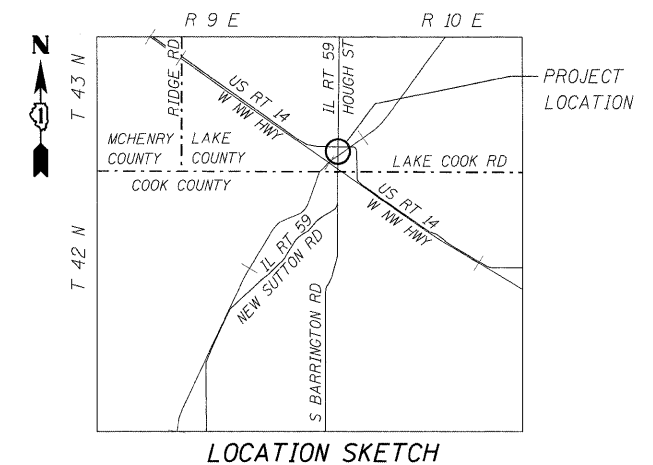 R 9 E
R 10 E
N
T 43 N
RIDGE RD
US RT 14
W NW HWY
IL RT 59
HOUGH ST
PROJECT
LOCATION
MCHENRY
COUNTY
LAKE
COUNTY
LAKE COOK RD
COOK COUNTY
T 42 N
US RT 14
W NW HWY
IL RT 59
NEW SUTTON RD
S BARRINGTON RD
LOCATION SKETCH